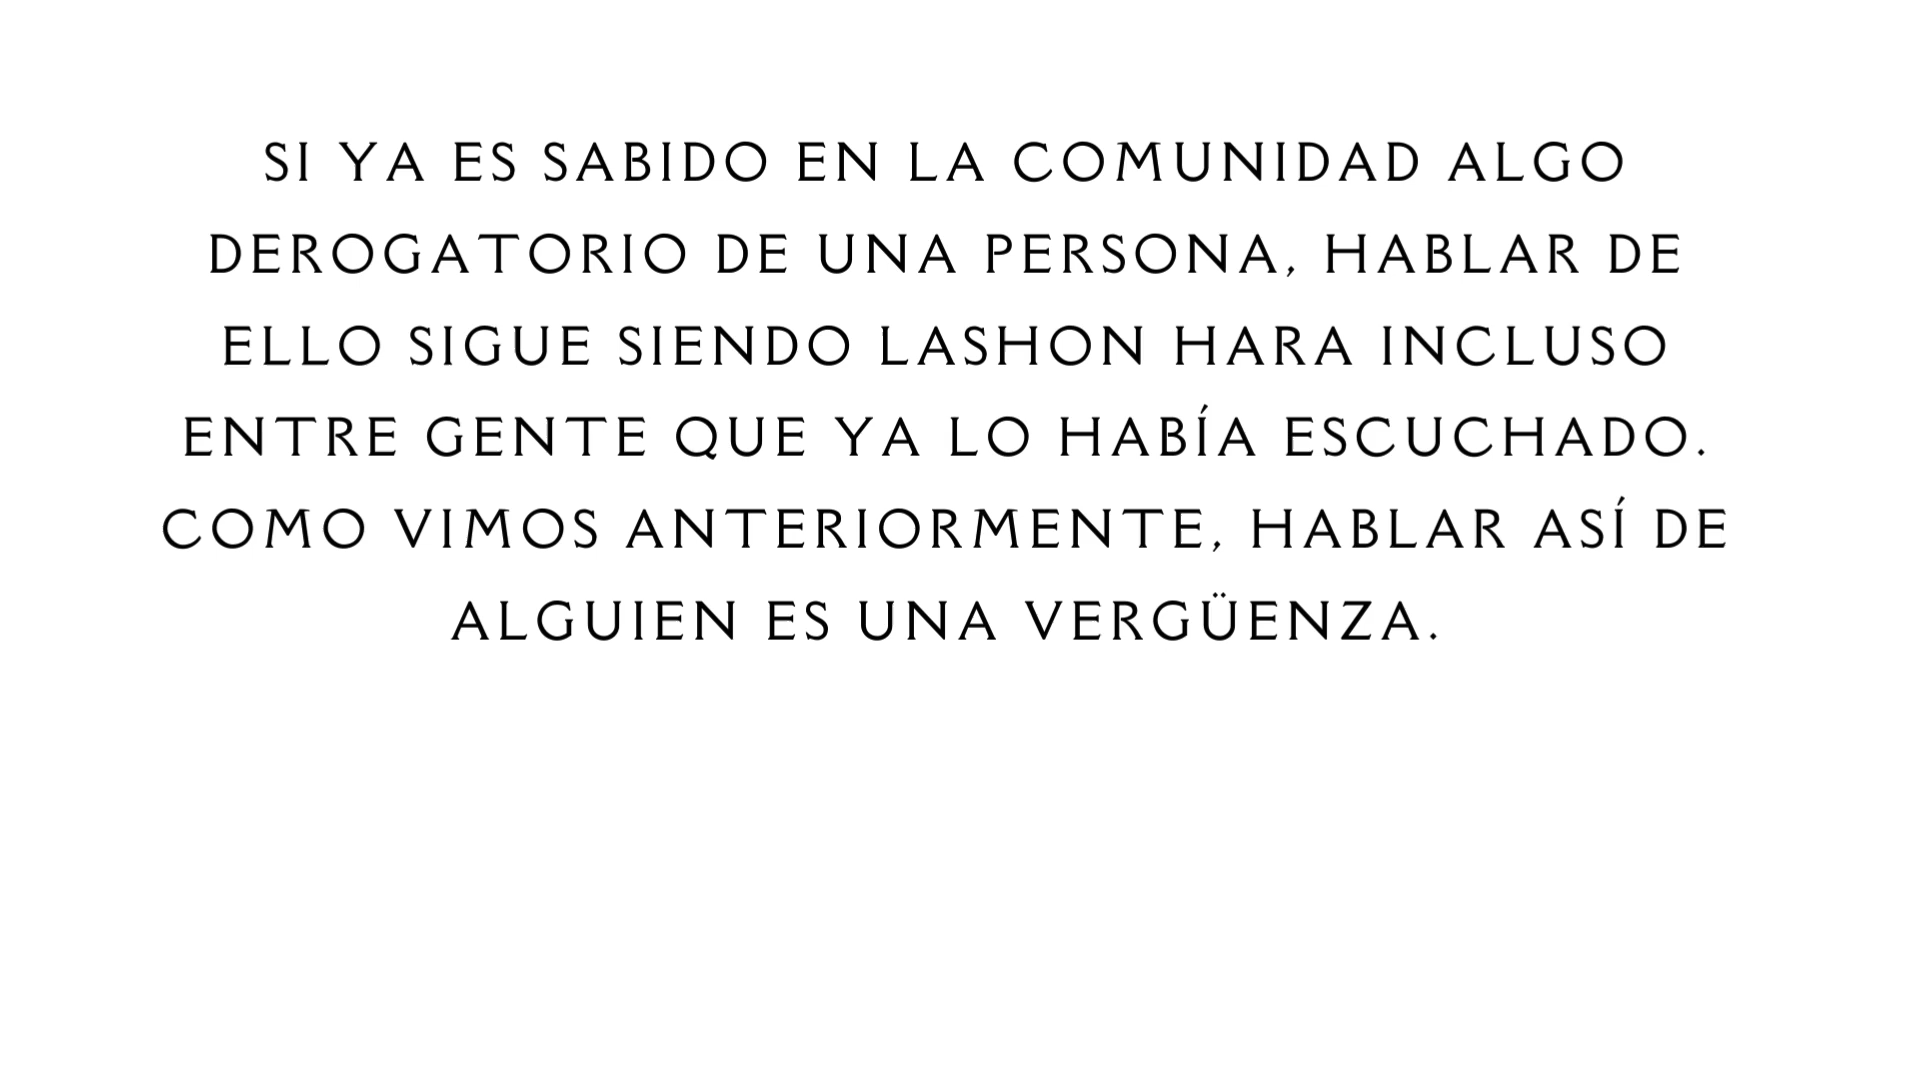 SI YA ES SABIDO EN LA COMUNIDAD ALGO
DEROGATORIO DE UNA PERSONA, HABLAR DE
ELLO SIGUE SIENDO LASHON HARA INCLUSO
ENTRE GENTE QUE YA LO HABÍA ESCUCHADO.
COMO VIMOS ANTERIORMENTE, HABLAR ASÍ DE
ALGUIEN ES UNA VERGÜENZA.